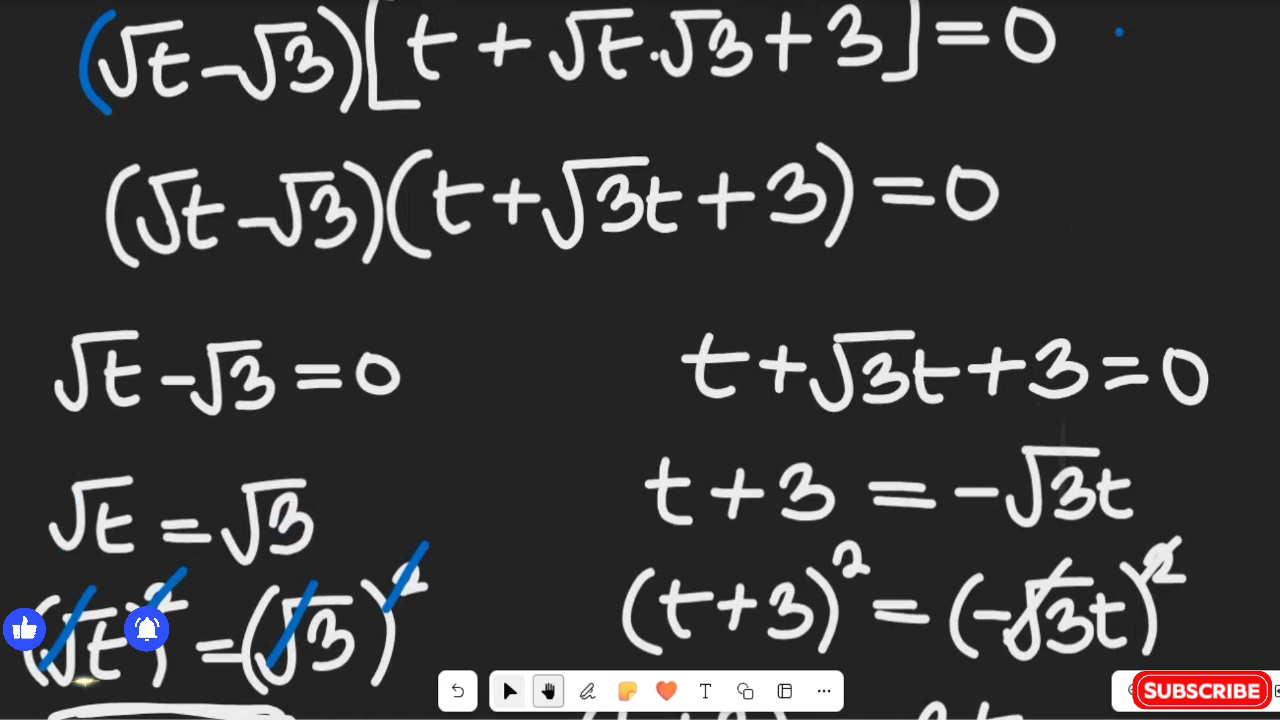 (√t-√3)[t+√t.√3+3]=0
(√t-√3)(t+√3t+3)=0
√t-√3=0
√t=√3
(√t)²=(√3)²
t+√3t+3=0
t+3=-√3t
(t+3)²=(-√3t)²
T
SUBSCRIBE